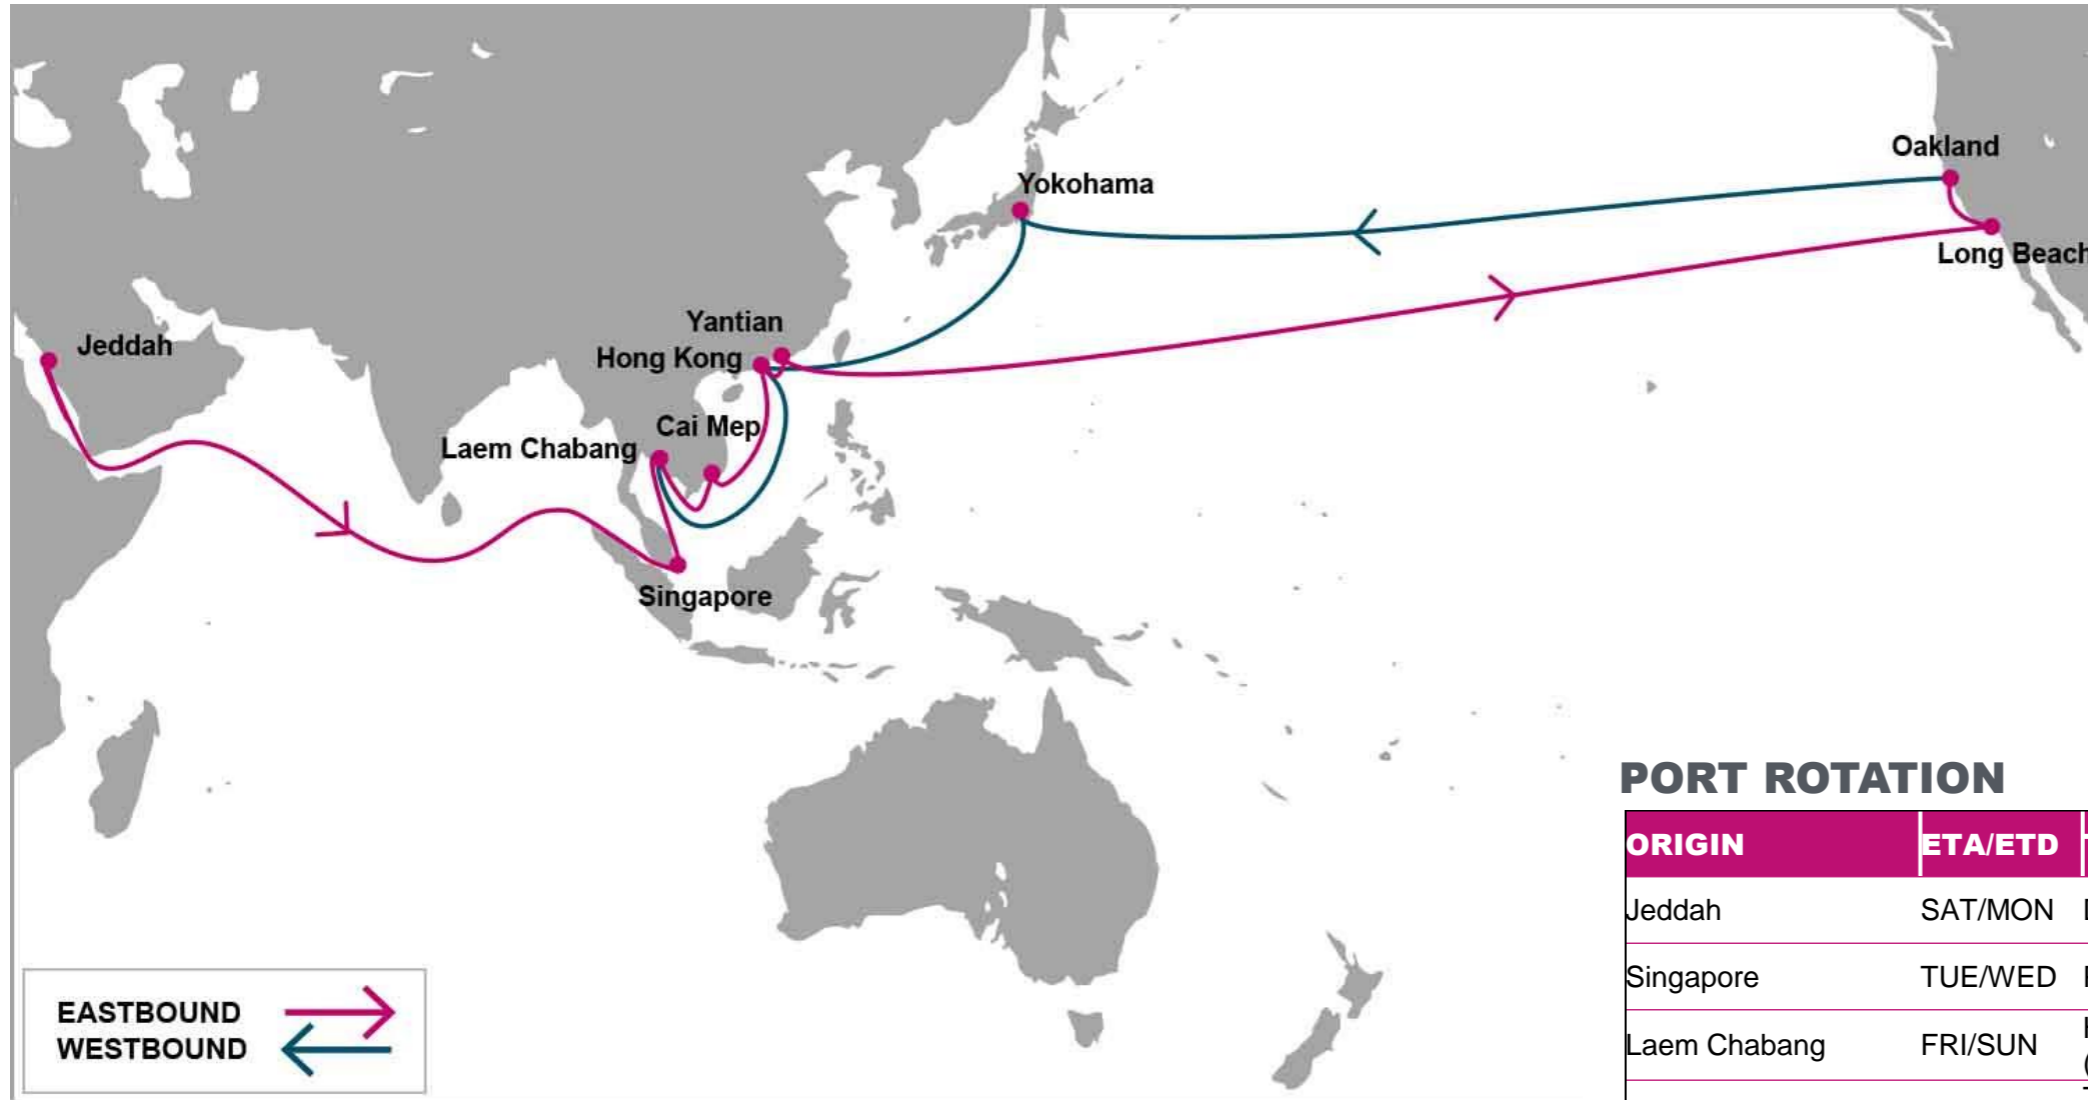 Oakland
Yokohama
Long Beach
Yantian
Jeddah
Hong Kong
Cai Mep
Laem Chabang
Singapore
PORT ROTATION
ORIGIN ETA/ETD
Jeddah SAT/MON
Singapore TUE/WED
Laem Chabang FRI/SUN
EASTBOUND
WESTBOUND